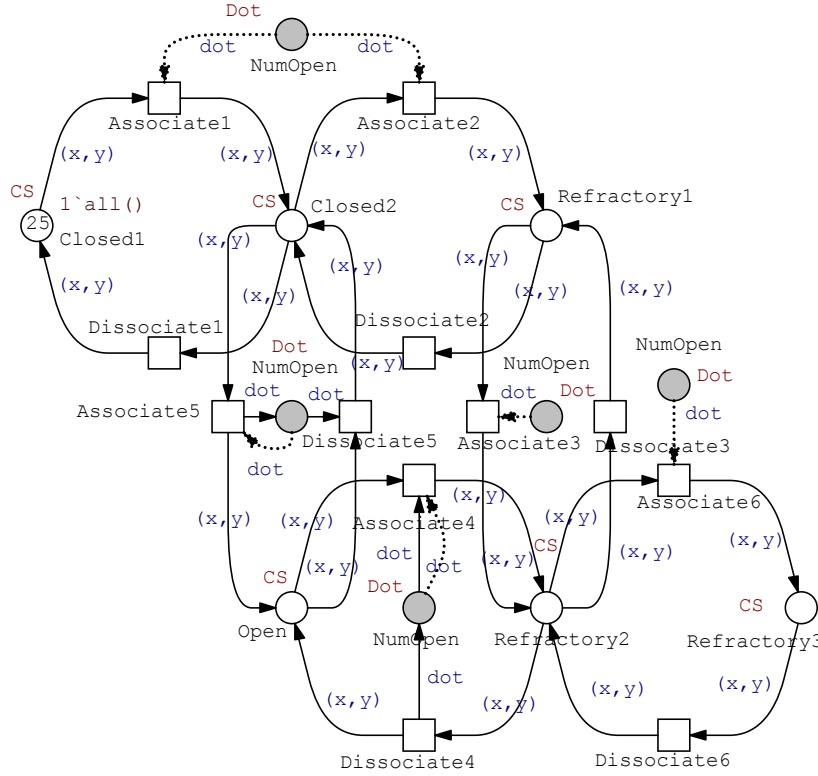 Dot
dot dot
NumOpen
Associate1 Associate2
(x,y) (x,y) (x,y) (x,y)
CS 1`all() CS Closed2 CS Refractory1
25
Closed1 (x,y) (x,y) (x,y)
(x,y) (x,y) (x,y) (x,y)
Dissociate1 Dissociate2
Dot NumOpen
NumOpen (x,y) NumOpen Dot
dot dot dot Dot dot
Associate5 Dissociate5 Associate3 Dissociate3
dot
Associate6
(x,y) (x,y) Associate4 (x,y) (x,y) (x,y)
dot dot CS
CS (x,y) (x,y) (x,y)
Dot CS
Open NumOpen Refractory2 Refractory3
(x,y) dot (x,y) (x,y) (x,y)
Dissociate4 Dissociate6